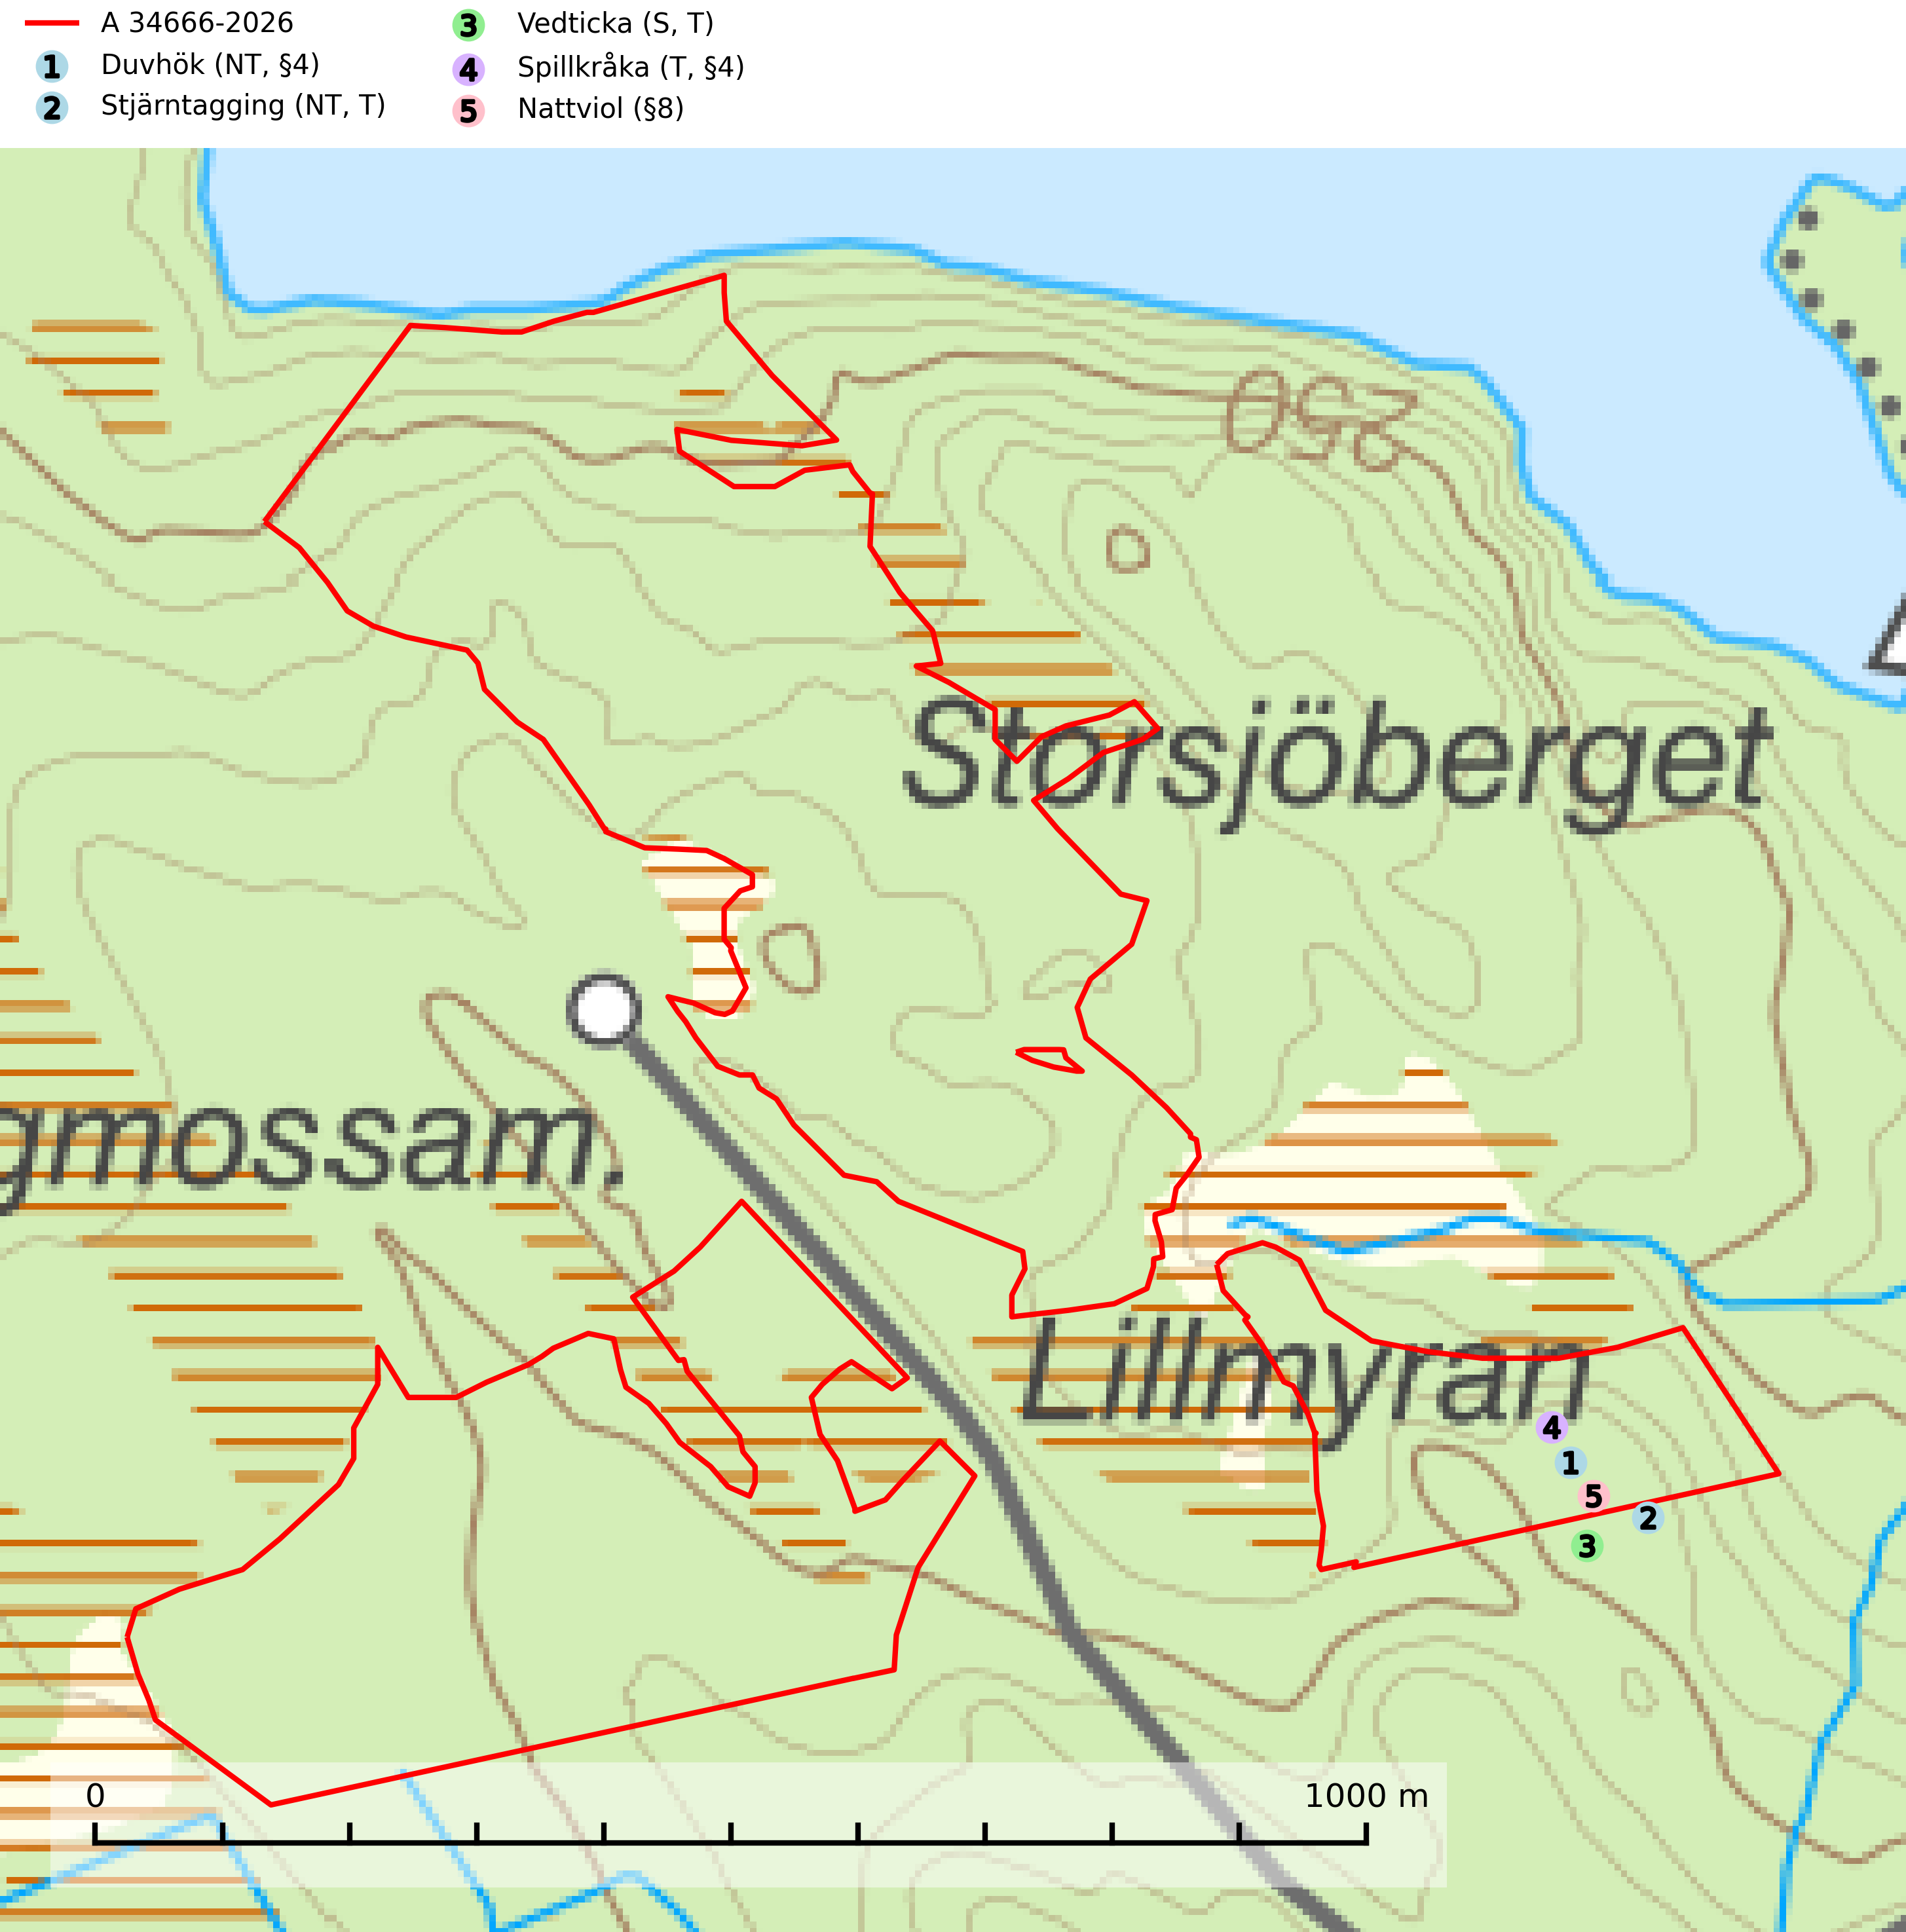 A 34666-2026
1 Duvhök (NT, §4)
2 Stjärntagging (NT, T)
3 Vedticka (S, T)
4 Spillkråka (T, §4)
5 Nattviol (§8)
250
Storsjöberget
gmossarn.
Lillmyran
4
1
5
2
3
0 1000 m